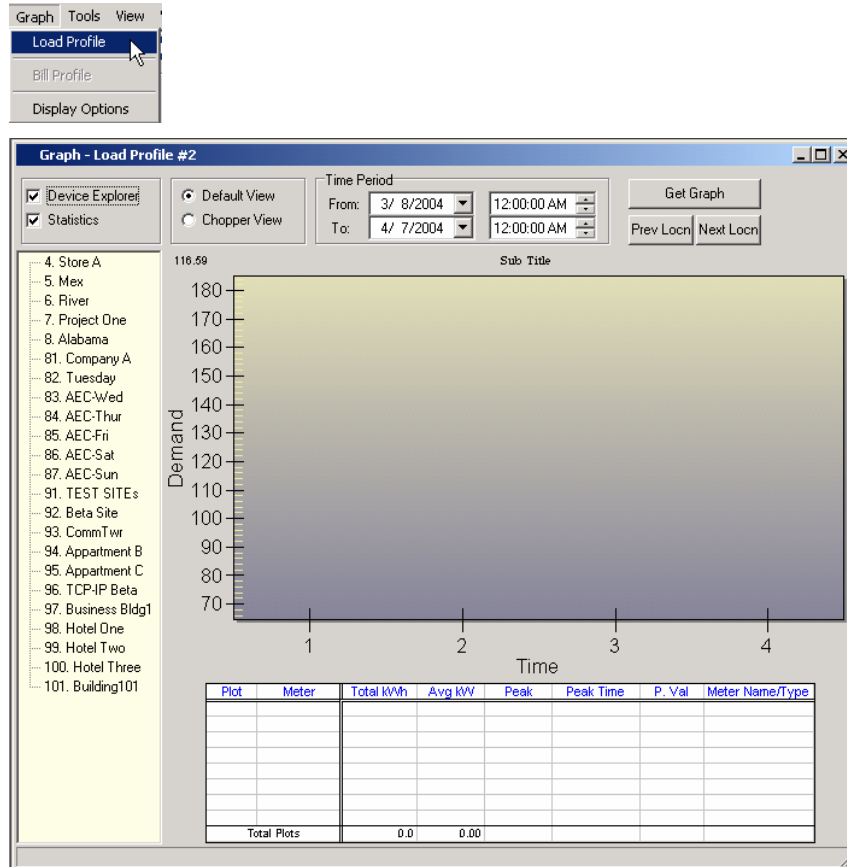 Graph Tools View
Load Profile
Bill Profile
Display Options
Graph - Load Profile #2
Device Explorer
Statistics
Default View
Chopper View
Time Period
From: 3/ 8/2004 12:00:00 AM
To: 4/ 7/2004 12:00:00 AM
Get Graph
Prev Locn Next Locn
4. Store A
5. Mex
6. River
7. Project One
8. Alabama
81. Company A
82. Tuesday
83. AEC-Wed
84. AEC-Thur
85. AEC-Fri
86. AEC-Sat
87. AEC-Sun
91. TEST SITEs
92. Beta Site
93. CommTwr
94. Appartment B
95. Appartment C
96. TCP-IP Beta
97. Business Bldg1
98. Hotel One
99. Hotel Two
100. Hotel Three
101. Building101
116.59 Sub Title
Demand
180
170
160
150
140
130
120
110
100
90
80
70
1 2 3 4
Time
Plot Meter Total kWh Avg kW Peak Peak Time P. Val Meter Name/Type
Total Plots 0.0 0.00